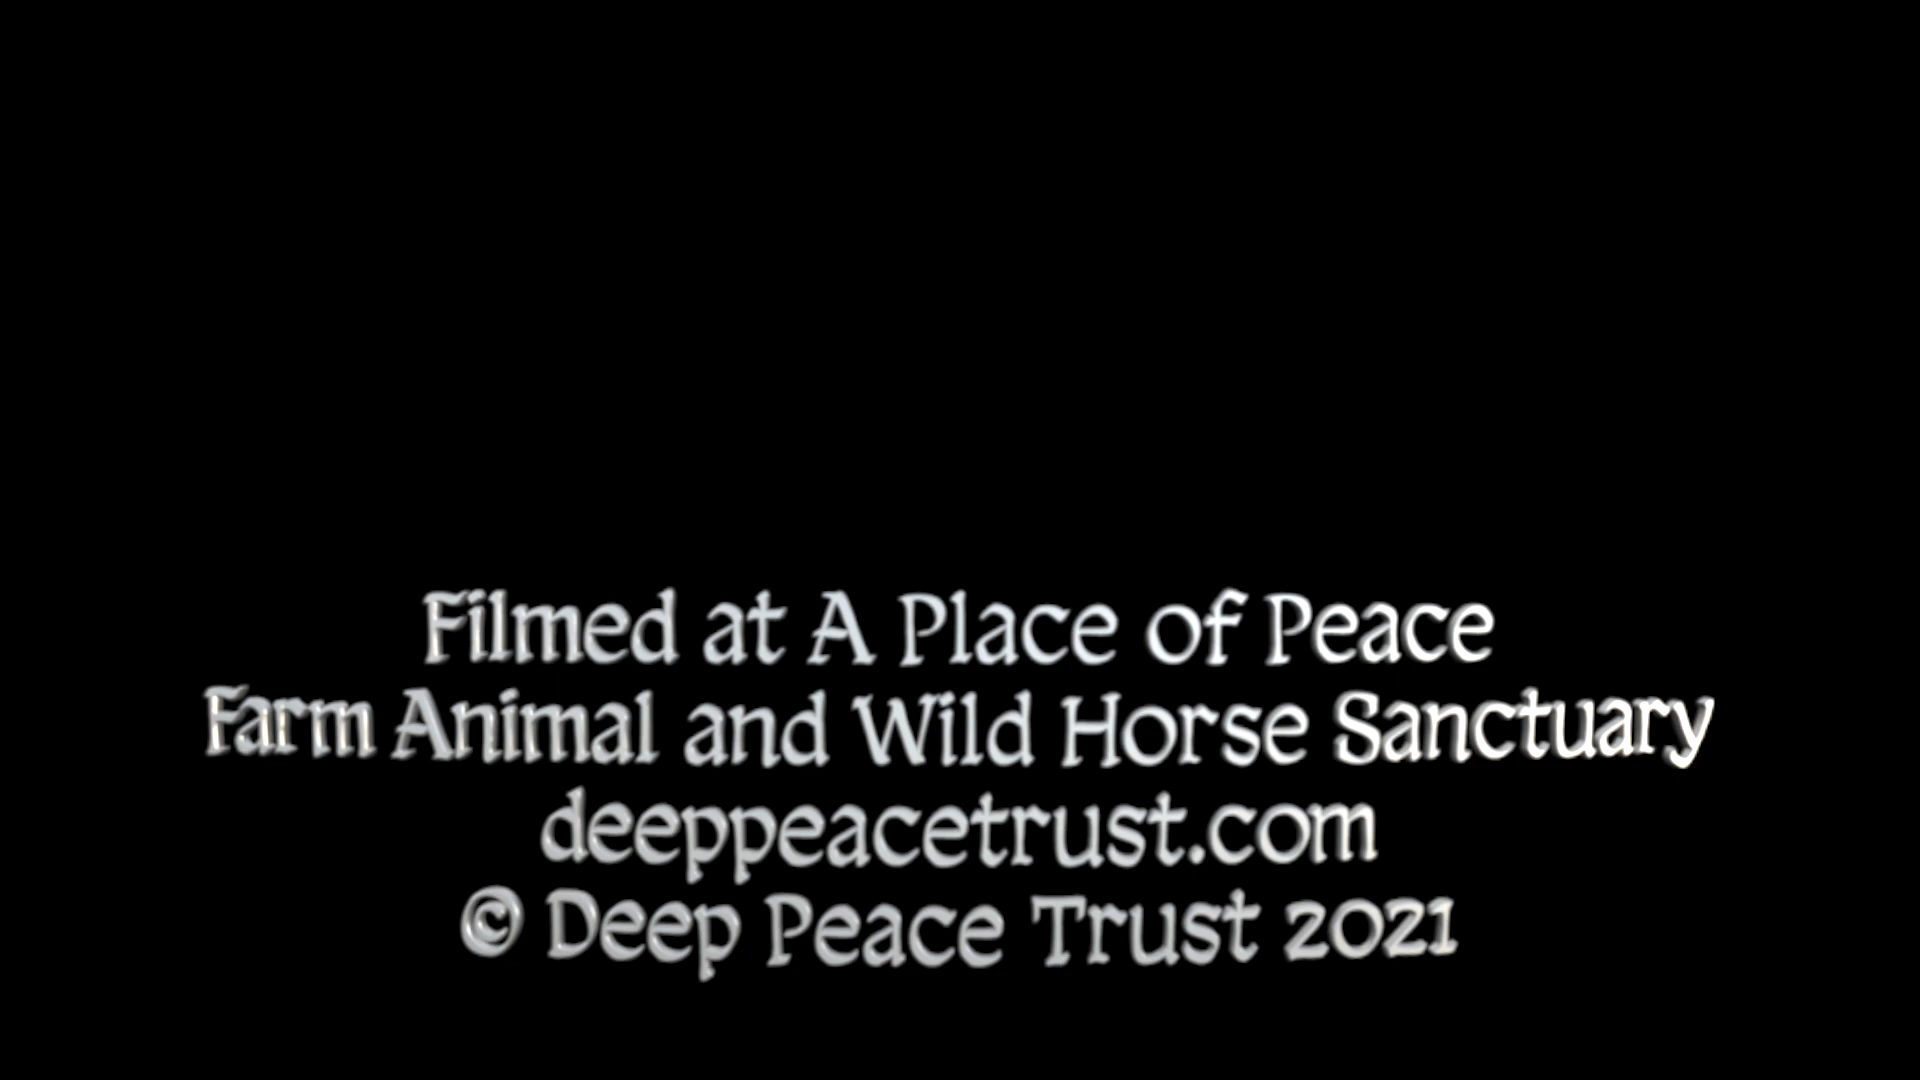 Filmed at A Place of Peace
Farm Animal and Wild Horse Sanctuary
deeppeacetrust.com
© Deep Peace Trust 2021